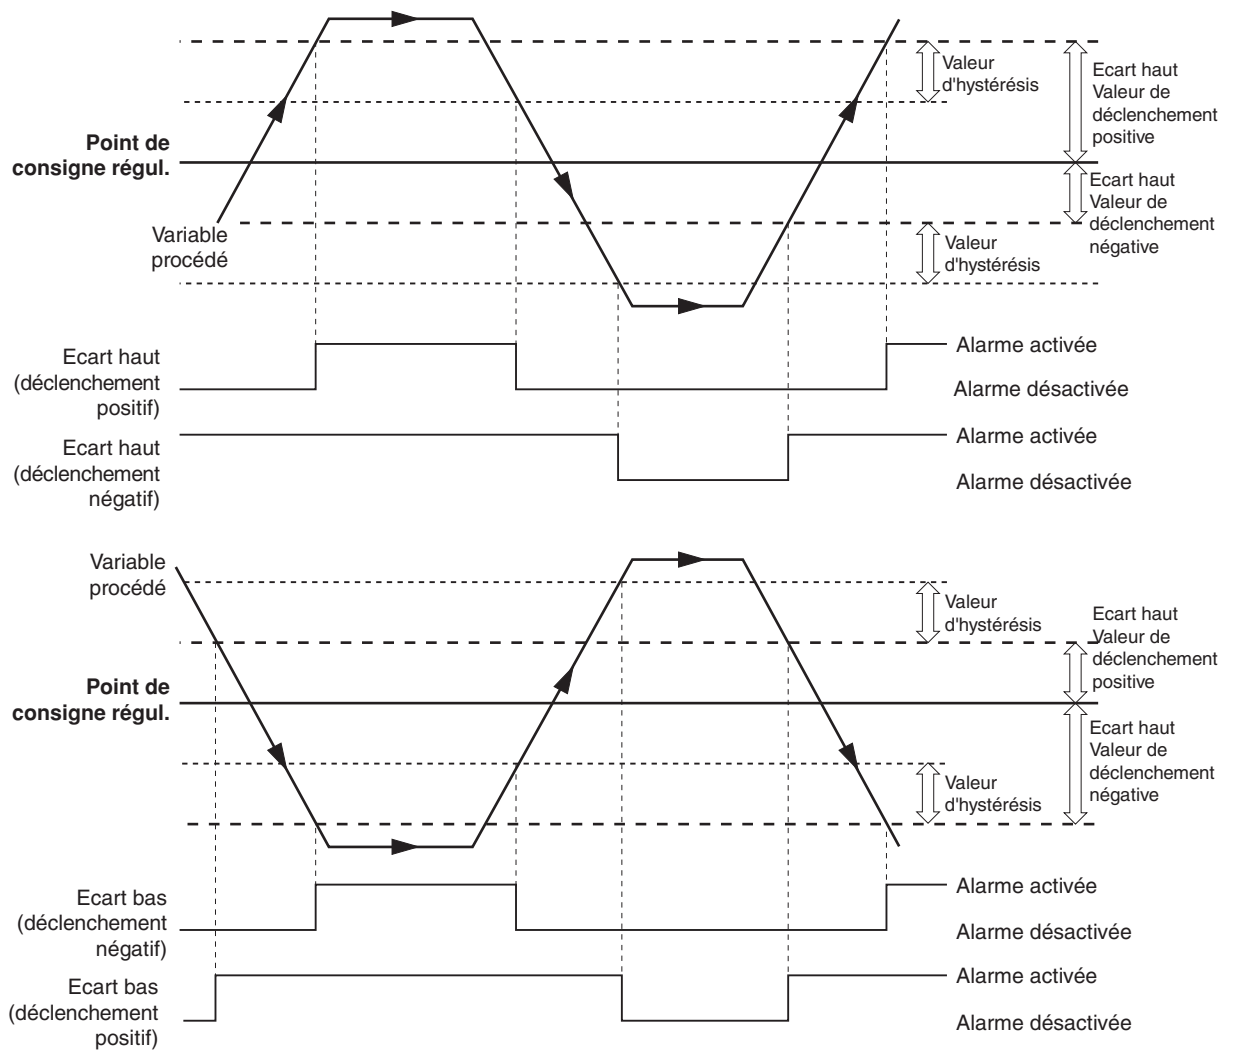 Valeur
d'hystérésis
Ecart haut
Valeur de
déclenchement
positive
Point de
consigne régul.
Ecart haut
Valeur de
déclenchement
négative
Variable
procédé
Valeur
d'hystérésis
Ecart haut
(déclenchement
positif)
Alarme activée
Alarme désactivée
Ecart haut
(déclenchement
négatif)
Alarme activée
Alarme désactivée
Variable
procédé
Valeur
d'hystérésis
Ecart haut
Valeur de
déclenchement
positive
Point de
consigne régul.
Ecart haut
Valeur de
déclenchement
négative
Valeur
d'hystérésis
Ecart bas
(déclenchement
négatif)
Alarme activée
Alarme désactivée
Ecart bas
(déclenchement
positif)
Alarme activée
Alarme désactivée